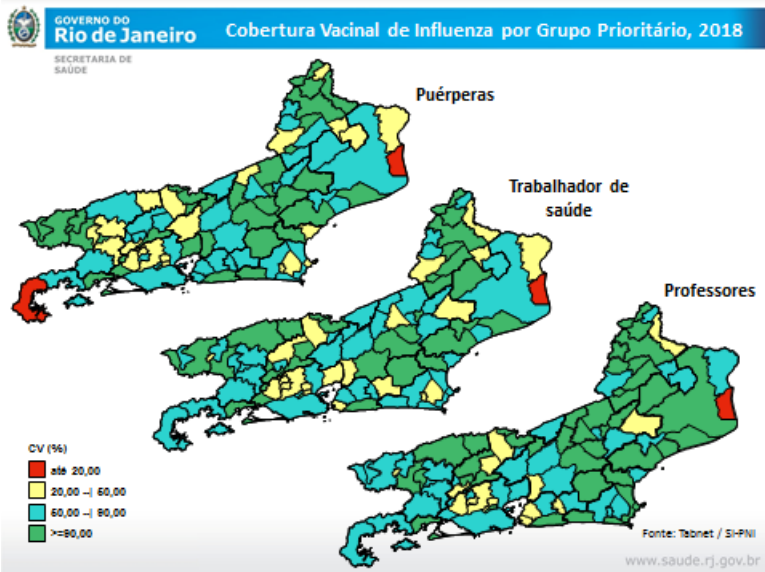 GOVERNO DO
Rio de Janeiro
SECRETARIA DE
SAÚDE
Cobertura Vacinal de Influenza por Grupo Prioritário, 2018
Puérperas
Trabalhador de
saúde
Professores
CV (%)
até 20,00
20,00 --| 50,00
50,00 --| 90,00
>=90,00
Fonte: Tabnet / SI-PNI
www.saude.rj.gov.br